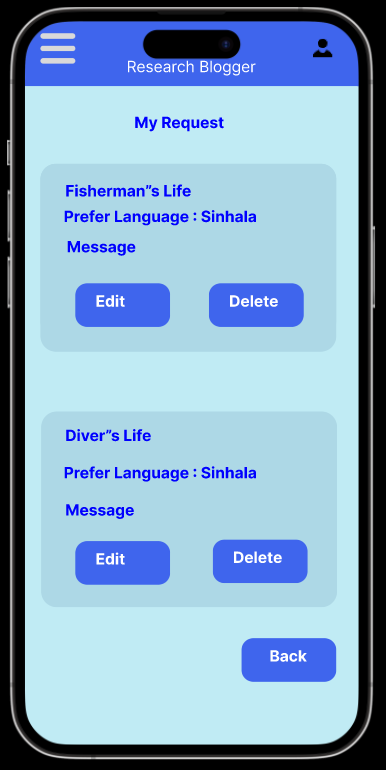 Research Blogger
My Request
Fisherman”s Life
Prefer Language : Sinhala
Message
Edit
Delete
Diver”s Life
Prefer Language : Sinhala
Message
Edit
Delete
Back